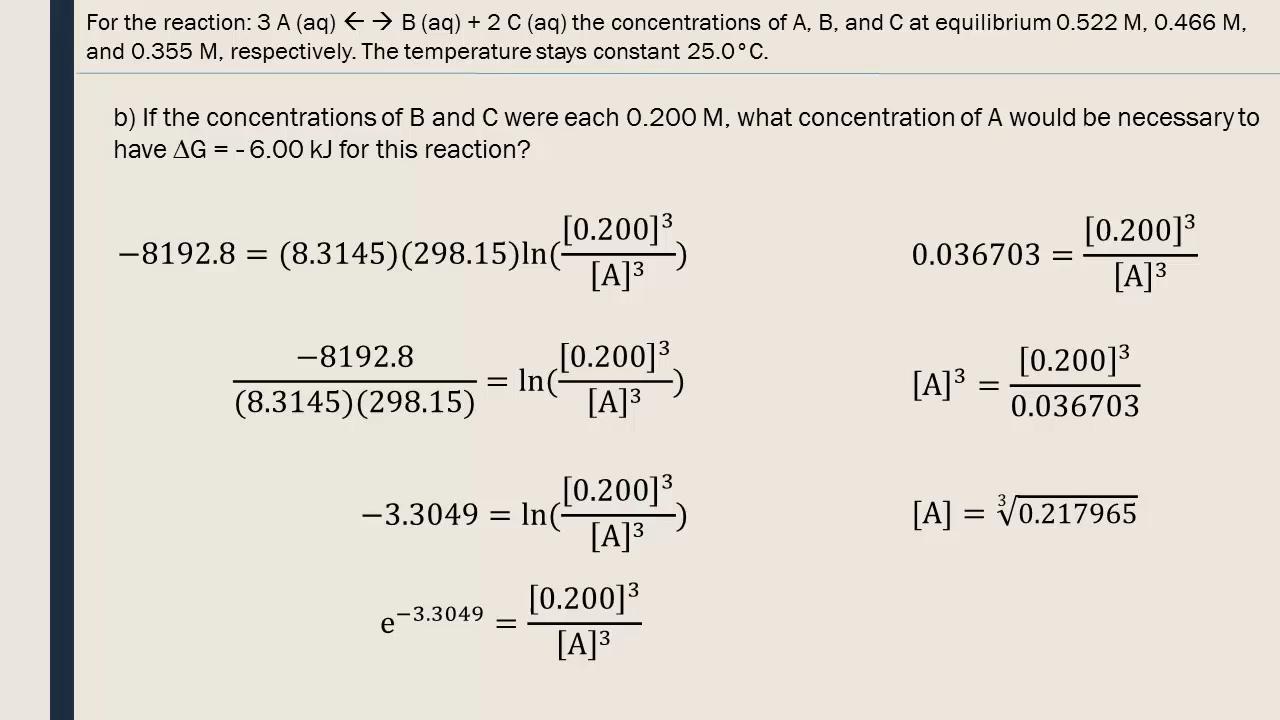 For the reaction: 3 A (aq) ← → B (aq) + 2 C (aq) the concentrations of A, B, and C at equilibrium 0.522 M, 0.466 M,
and 0.355 M, respectively. The temperature stays constant 25.0°C.
b) If the concentrations of B and C were each 0.200 M, what concentration of A would be necessary to
have ΔG = - 6.00 kJ for this reaction?
−8192.8 = (8.3145)(298.15)ln([0.200]³/[A]³)
−8192.8/(8.3145)(298.15) = ln([0.200]³/[A]³)
−3.3049 = ln([0.200]³/[A]³)
e^−3.3049 = [0.200]³/[A]³
0.036703 = [0.200]³/[A]³
[A]³ = [0.200]³/0.036703
[A] = ∛0.217965